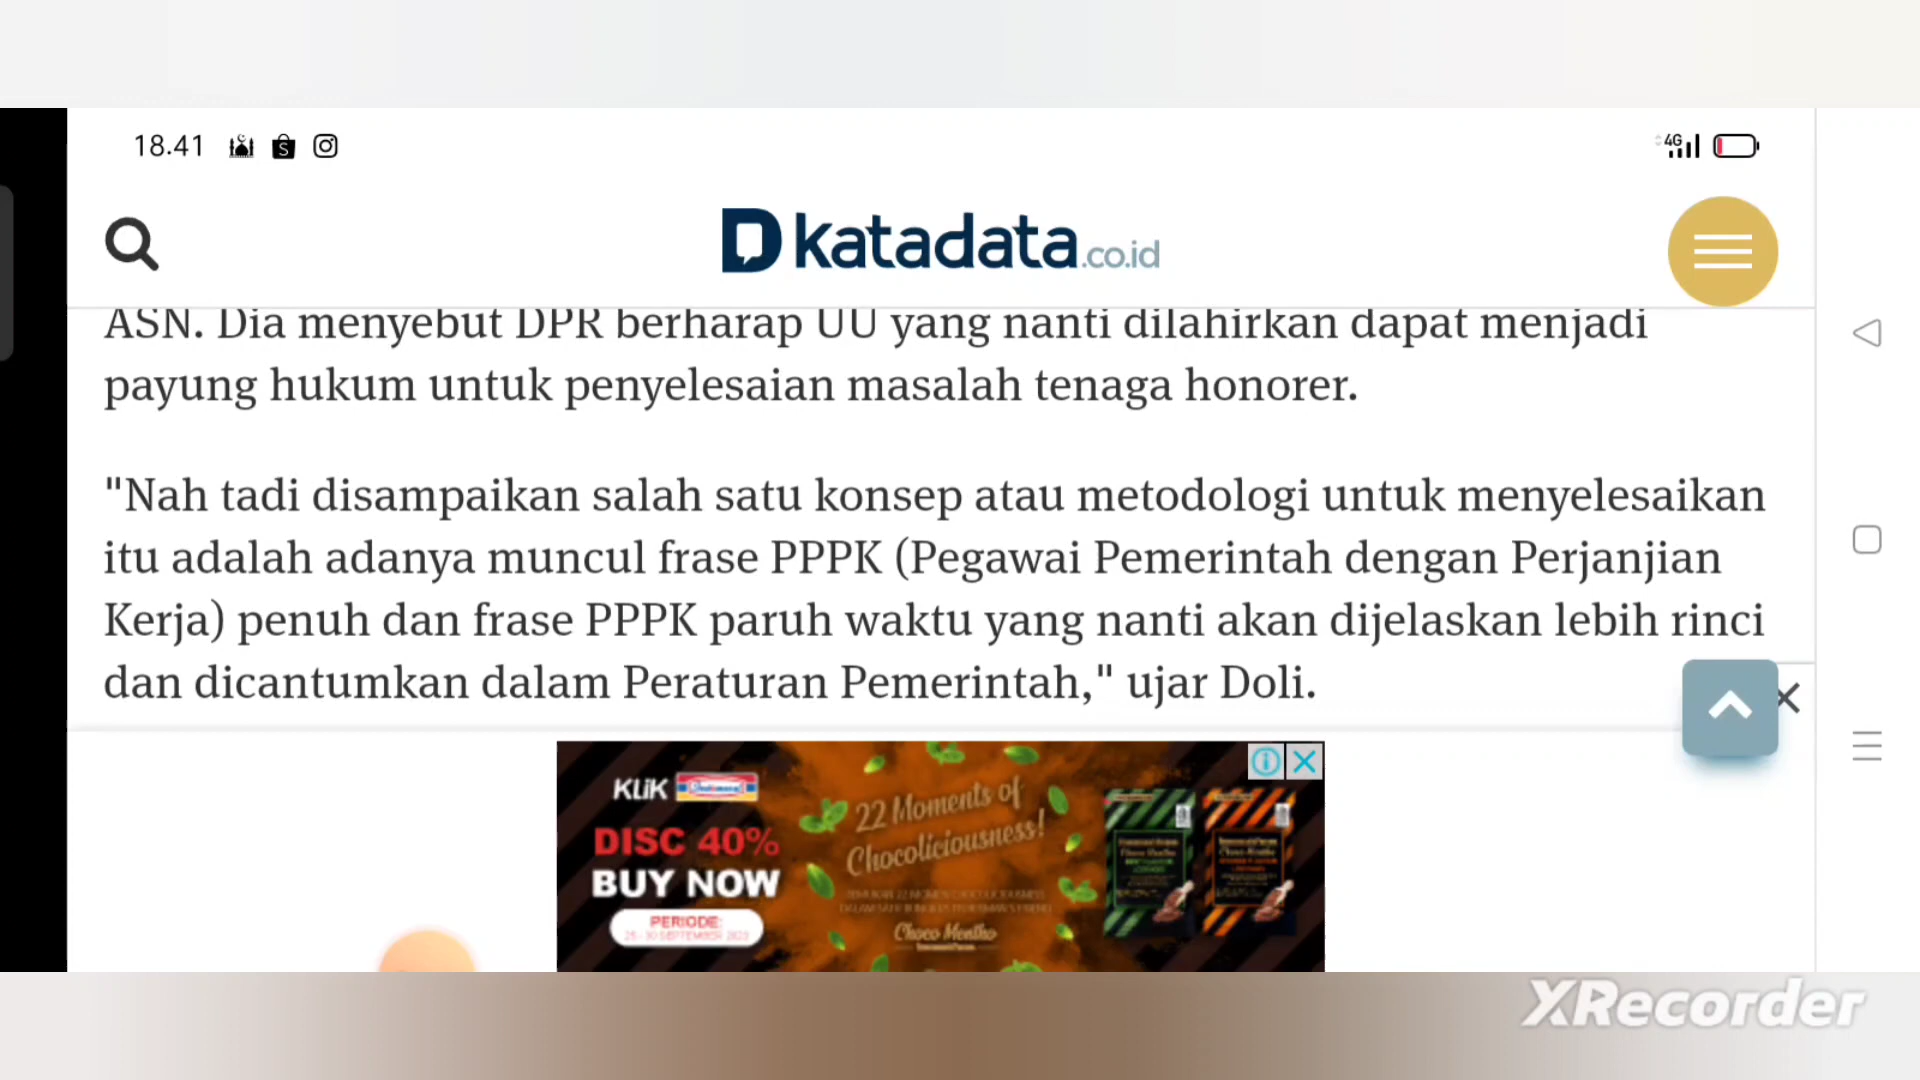 18.41
4G
katadata.co.id
ASN. Dia menyebut DPR berharap UU yang nanti dilahirkan dapat menjadi
payung hukum untuk penyelesaian masalah tenaga honorer.
"Nah tadi disampaikan salah satu konsep atau metodologi untuk menyelesaikan
itu adalah adanya muncul frase PPPK (Pegawai Pemerintah dengan Perjanjian
Kerja) penuh dan frase PPPK paruh waktu yang nanti akan dijelaskan lebih rinci
dan dicantumkan dalam Peraturan Pemerintah," ujar Doli.
KLiK Indomaret
DISC 40%
BUY NOW
PERIODE:
22 Moments of
Chocoliciousness!
Choco Mentho
XRecorder